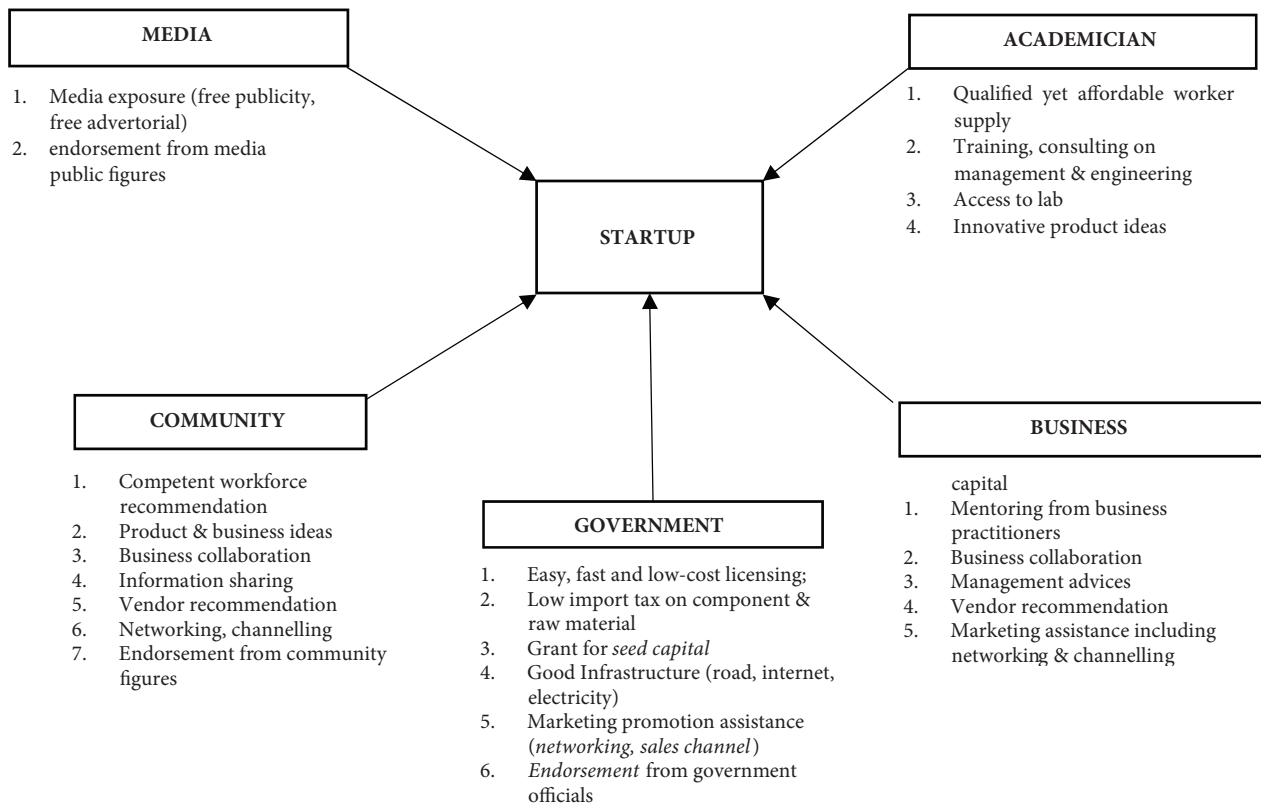 MEDIA
1. Media exposure (free publicity,
free advertorial)
2. endorsement from media
public figures
ACADEMICIAN
1. Qualified yet affordable worker
supply
2. Training, consulting on
management & engineering
3. Access to lab
4. Innovative product ideas
STARTUP
COMMUNITY
1. Competent workforce
recommendation
2. Product & business ideas
3. Business collaboration
4. Information sharing
5. Vendor recommendation
6. Networking, channelling
7. Endorsement from community
figures
GOVERNMENT
1. Easy, fast and low-cost licensing;
2. Low import tax on component &
raw material
3. Grant for seed capital
4. Good Infrastructure (road, internet,
electricity)
5. Marketing promotion assistance
(networking, sales channel)
6. Endorsement from government
officials
BUSINESS
capital
1. Mentoring from business
practitioners
2. Business collaboration
3. Management advices
4. Vendor recommendation
5. Marketing assistance including
networking & channelling